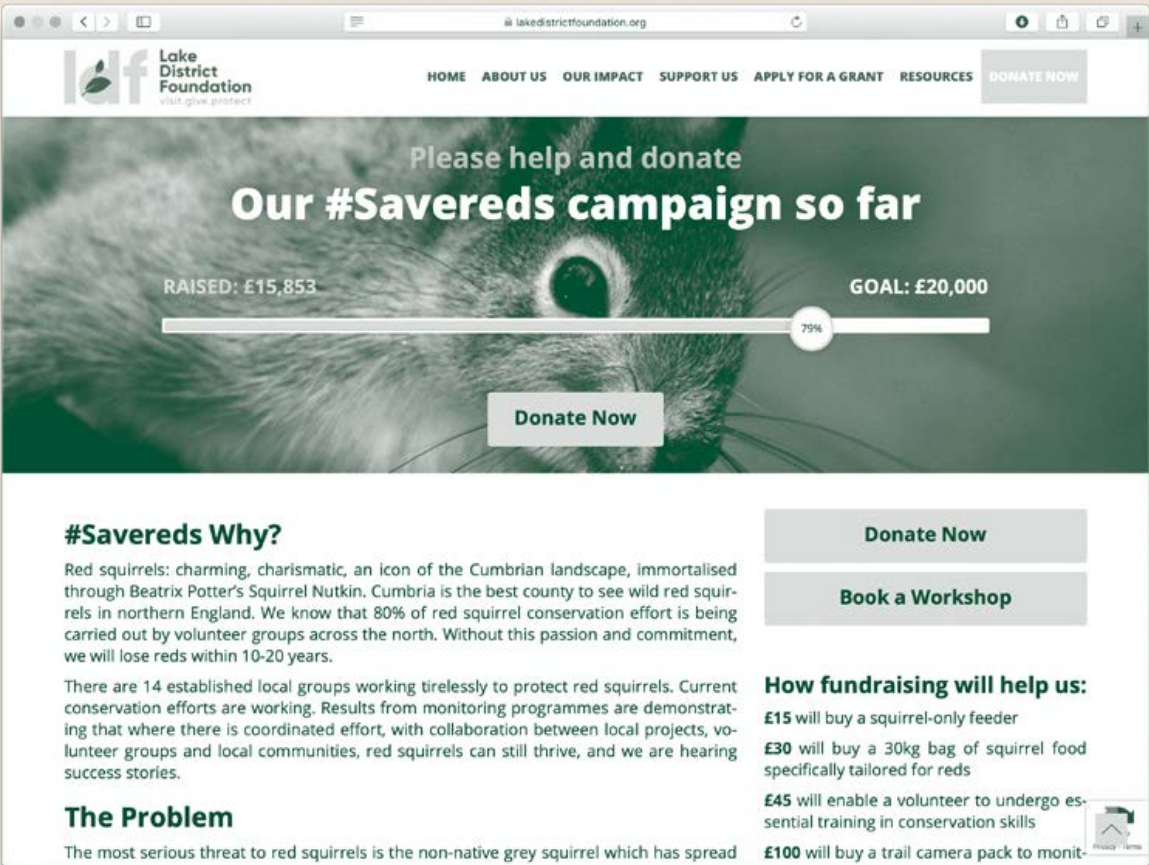 lakedistrictfoundation.org
ldf
Lake
District
Foundation
visit.give.protect
HOME ABOUT US OUR IMPACT SUPPORT US APPLY FOR A GRANT RESOURCES DONATE NOW
Please help and donate
Our #Savereds campaign so far
RAISED: £15,853
GOAL: £20,000
79%
Donate Now
#Savereds Why?
Red squirrels: charming, charismatic, an icon of the Cumbrian landscape, immortalised
through Beatrix Potter's Squirrel Nutkin. Cumbria is the best county to see wild red squir-
rels in northern England. We know that 80% of red squirrel conservation effort is being
carried out by volunteer groups across the north. Without this passion and commitment,
we will lose reds within 10-20 years.
There are 14 established local groups working tirelessly to protect red squirrels. Current
conservation efforts are working. Results from monitoring programmes are demonstrat-
ing that where there is coordinated effort, with collaboration between local projects, vo-
lunteer groups and local communities, red squirrels can still thrive, and we are hearing
success stories.
The Problem
The most serious threat to red squirrels is the non-native grey squirrel which has spread
Donate Now
Book a Workshop
How fundraising will help us:
£15 will buy a squirrel-only feeder
£30 will buy a 30kg bag of squirrel food
specifically tailored for reds
£45 will enable a volunteer to undergo es-
sential training in conservation skills
£100 will buy a trail camera pack to monit-
Privacy - Terms